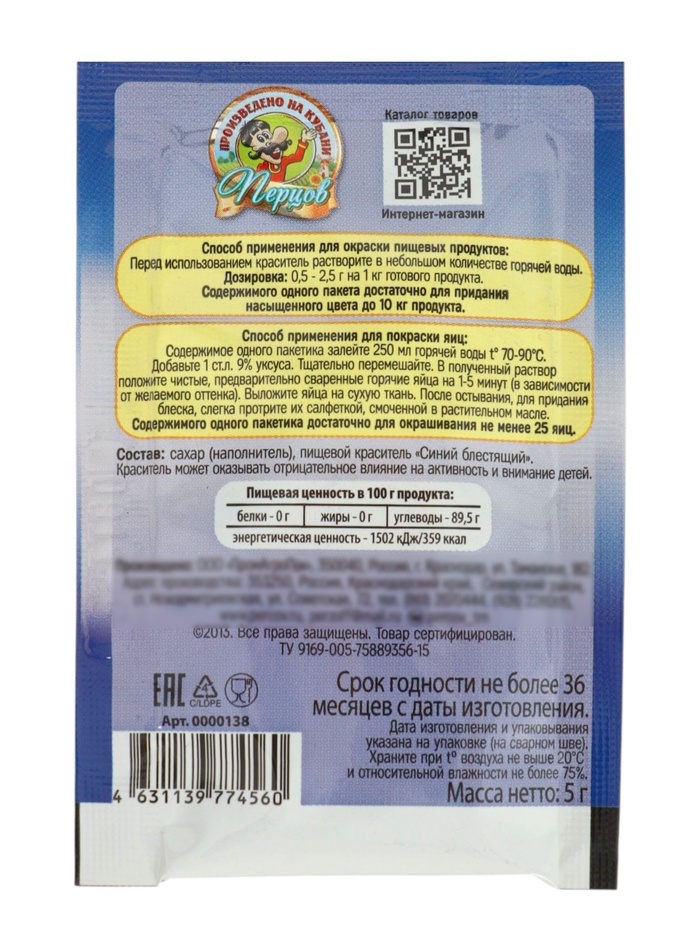 ПРОИЗВЕДЕНО НА КУБАНИ
Перцов
Каталог товаров
Интернет-магазин
Способ применения для окраски пищевых продуктов:
Перед использованием краситель растворите в небольшом количестве горячей воды.
Дозировка: 0,5 - 2,5 г на 1 кг готового продукта.
Содержимого одного пакета достаточно для придания
насыщенного цвета до 10 кг продукта.
Способ применения для покраски яиц:
Содержимое одного пакетика залейте 250 мл горячей воды t° 70-90°С.
Добавьте 1 ст.л. 9% уксуса. Тщательно перемешайте. В полученный раствор
положите чистые, предварительно сваренные горячие яйца на 1-5 минут (в зависимости
от желаемого оттенка). Выложите яйца на сухую ткань. После остывания, для придания
блеска, слегка протрите их салфеткой, смоченной в растительном масле.
Содержимого одного пакетика достаточно для окрашивания не менее 25 яиц.
Состав: сахар (наполнитель), пищевой краситель «Синий блестящий».
Краситель может оказывать отрицательное влияние на активность и внимание детей.
Пищевая ценность в 100 г продукта:
белки - 0 г жиры - 0 г углеводы - 89,5 г
энергетическая ценность - 1502 кДж/359 ккал
©2013. Все права защищены. Товар сертифицирован.
ТУ 9169-005-75889356-15
EAC 4 C/LDPE
Арт. 0000138
Срок годности не более 36
месяцев с даты изготовления.
Дата изготовления и упаковывания
указана на упаковке (на сварном шве).
Храните при t° воздуха не выше 20°С
и относительной влажности не более 75%.
Масса нетто: 5 г
4 631139 774560